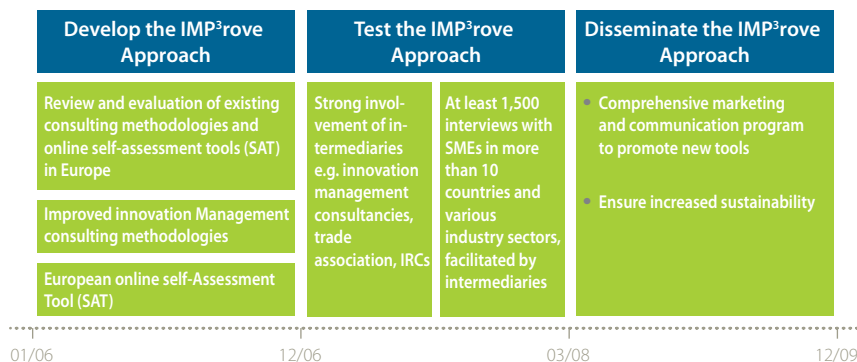 Develop the IMP³rove
Approach
Review and evaluation of existing
consulting methodologies and
online self-assessment tools (SAT)
in Europe
Improved innovation Management
consulting methodologies
European online self-Assessment
Tool (SAT)
Test the IMP³rove
Approach
Strong invol-
vement of in-
termediaries
e.g. innovation
management
consultancies,
trade
association, IRCs
At least 1,500
interviews with
SMEs in more
than 10
countries and
various
industry sectors,
facilitated by
intermediaries
Disseminate the IMP³rove
Approach
• Comprehensive marketing
and communication program
to promote new tools
• Ensure increased sustainability
01/06 12/06 03/08 12/09